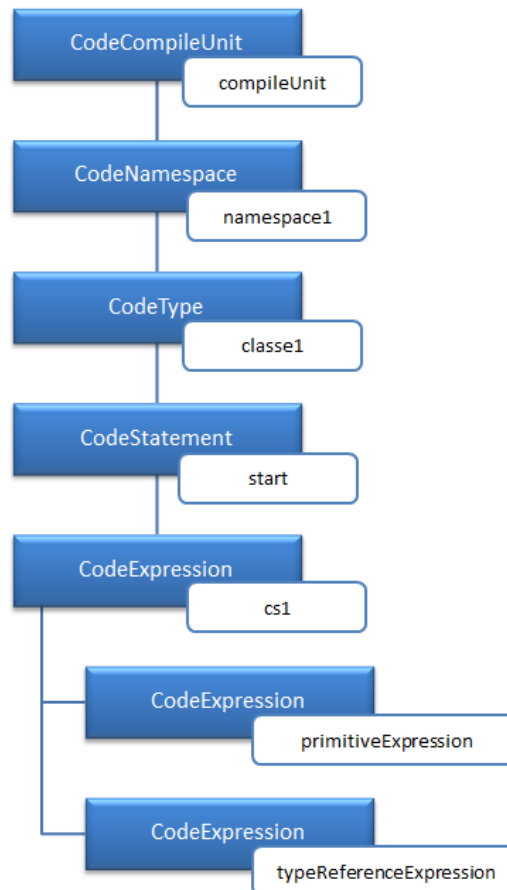 CodeCompileUnit
compileUnit
CodeNamespace
namespace1
CodeType
classe1
CodeStatement
start
CodeExpression
cs1
CodeExpression
primitiveExpression
CodeExpression
typeReferenceExpression